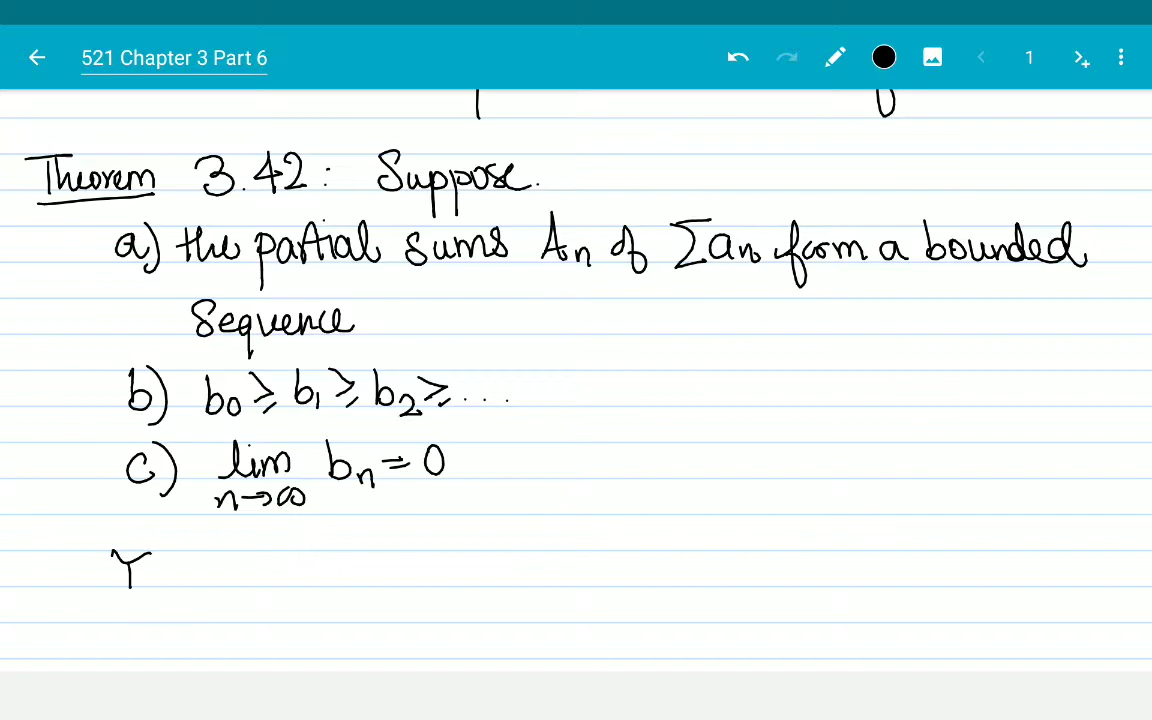 521 Chapter 3 Part 6
1
Theorem 3.42: Suppose.
a) the partial sums An of Σan form a bounded
Sequence
b) b0 ≥ b1 ≥ b2 ≥ ....
c) lim n→∞ bn = 0